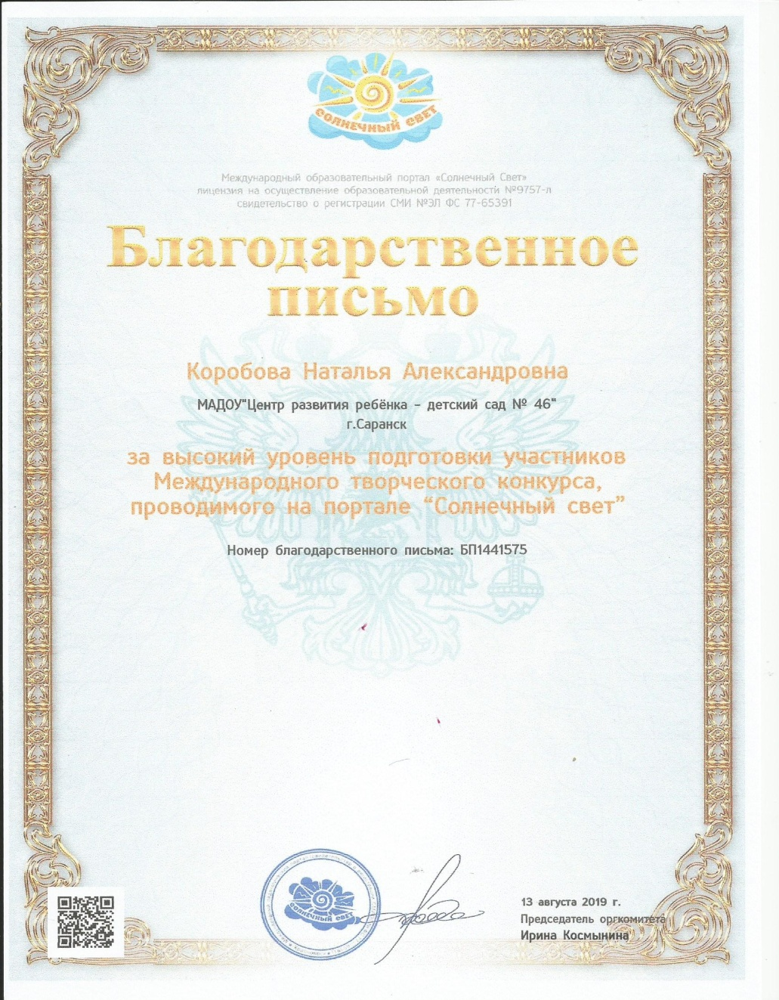 СОЛНЕЧНЫЙ СВЕТ
Международный образовательный портал «Солнечный Свет»
лицензия на осуществление образовательной деятельности №9757-л
свидетельство о регистрации СМИ №ЭЛ ФС 77-65391
Благодарственное
письмо
Коробова Наталья Александровна
МАДОУ"Центр развития ребёнка - детский сад № 46"
г.Саранск
за высокий уровень подготовки участников
Международного творческого конкурса,
проводимого на портале “Солнечный свет”
Номер благодарственного письма: БП1441575
СОЛНЕЧНЫЙ СВЕТ
13 августа 2019 г.
Председатель оргкомитета
Ирина Космынина